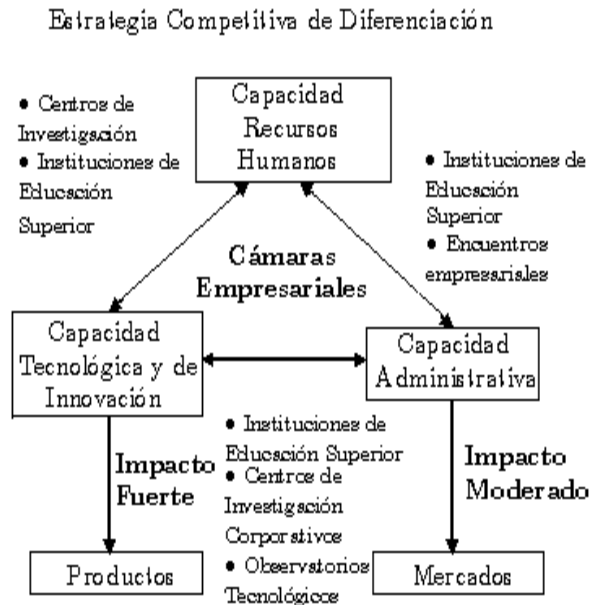 Estrategia Competitiva de Diferenciación
Capacidad
Recursos
Humanos
● Centros de
Investigación
● Instituciones de
Educación
Superior
● Instituciones de
Educación
Superior
● Encuentros
empresariales
Cámaras
Empresariales
Capacidad
Tecnológica y de
Innovación
Capacidad
Administrativa
● Instituciones de
Educación Superior
● Centros de
Investigación
Corporativos
● Observatorios
Tecnológicos
Impacto
Fuerte
Impacto
Moderado
Productos
Mercados